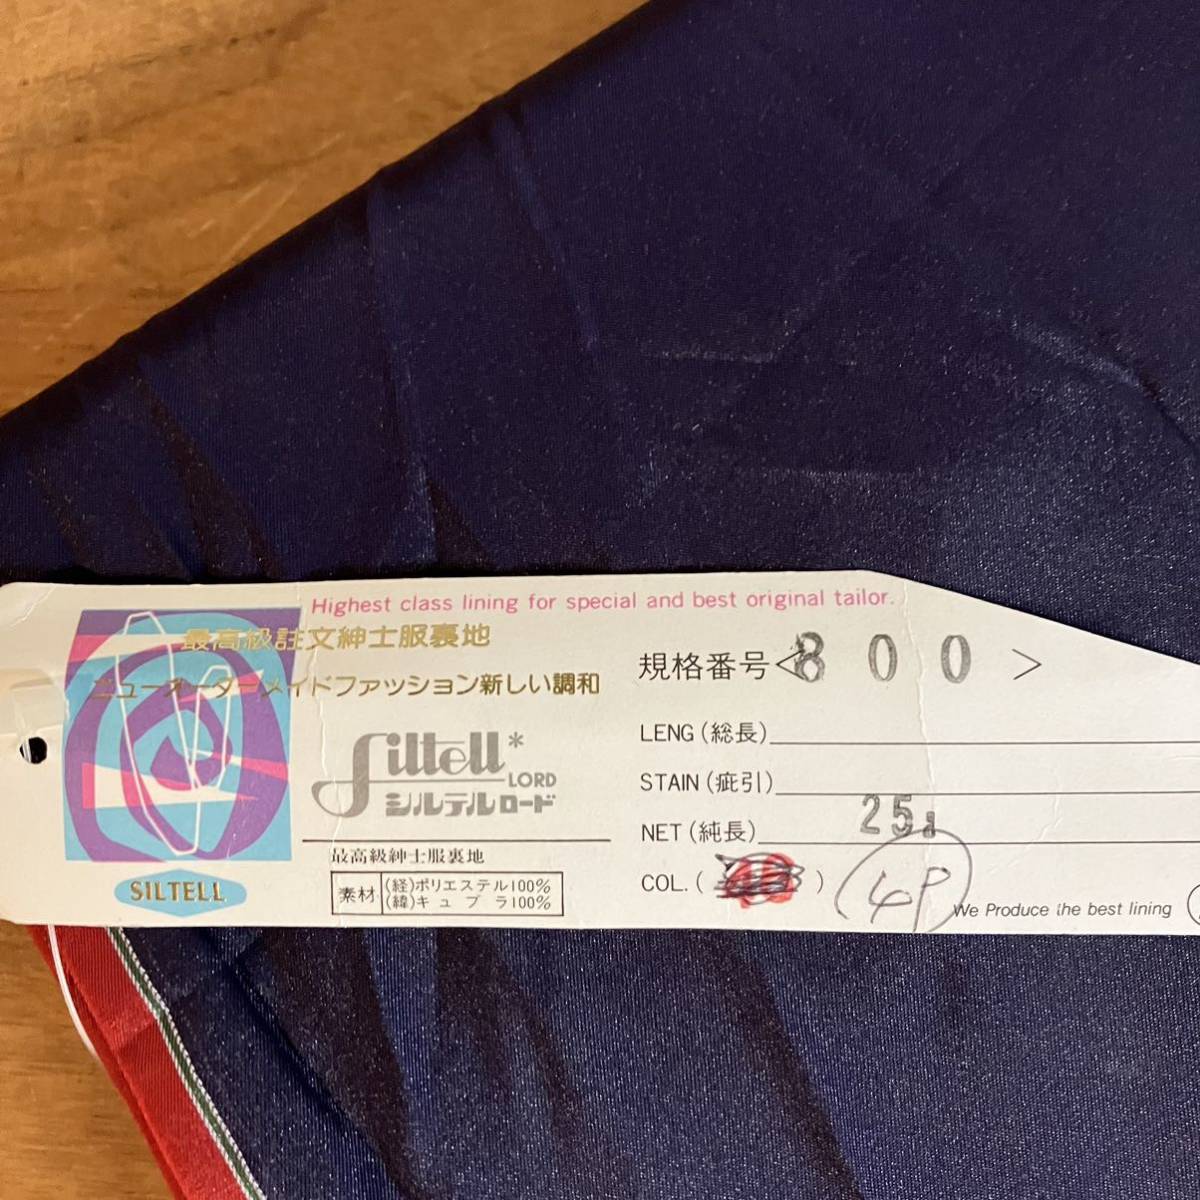 Highest class lining for special and best original tailor.
最高級註文紳士服裏地
ニューオーダーメイドファッション新しい調和
Siltell*
LORD
シルテルロード
最高級紳士服裏地
素材
(経)ポリエステル100%
(緯)キュプラ100%
SILTELL
規格番号<800>
LENG(総長)
STAIN(疵引)
NET(純長) 25
COL.( )
We Produce the best lining